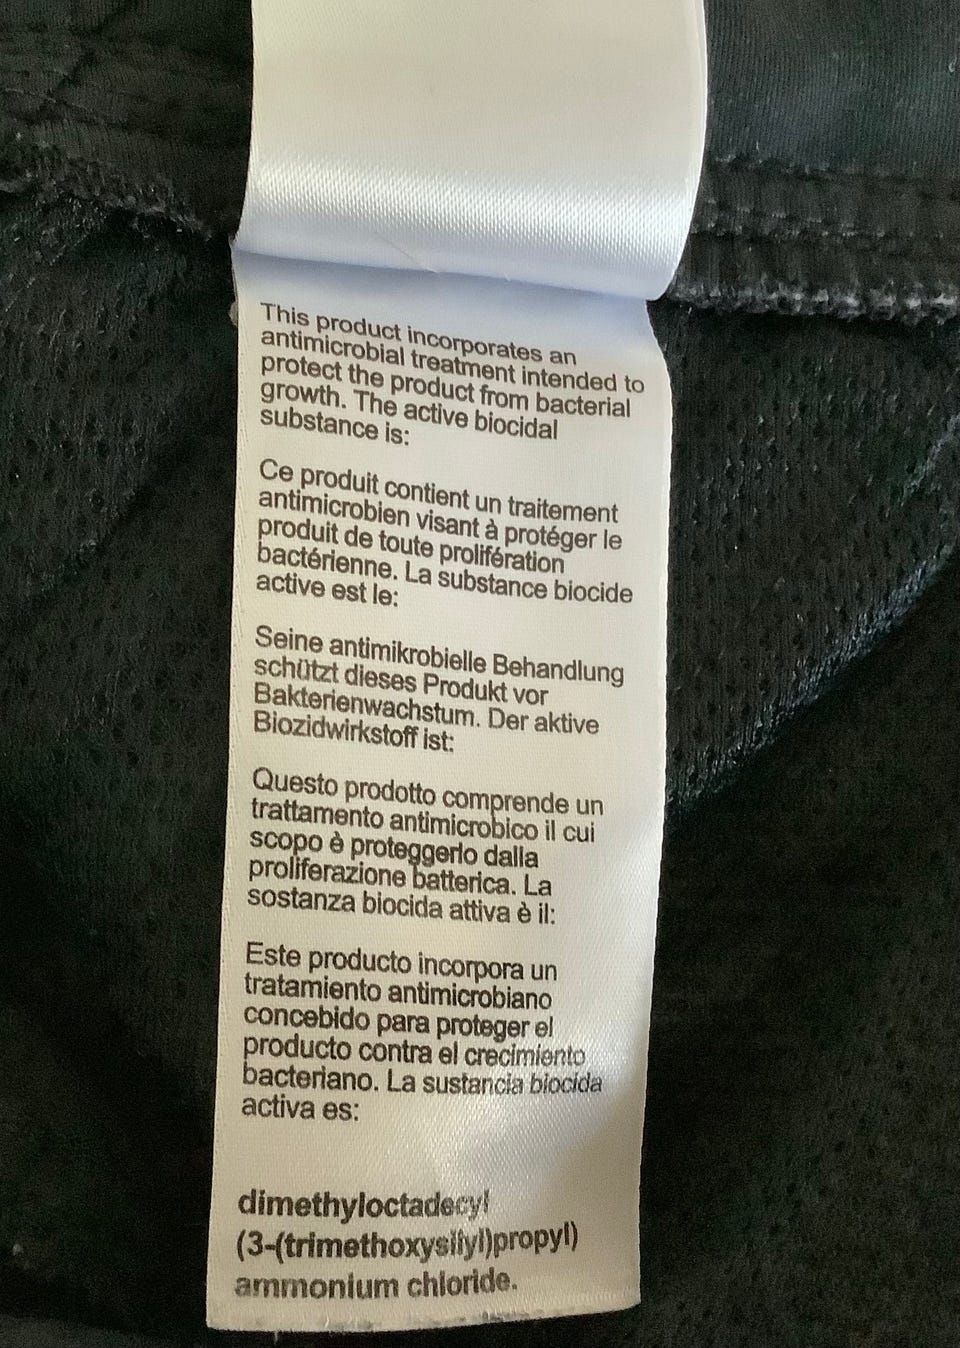 This product incorporates an
antimicrobial treatment intended to
protect the product from bacterial
growth. The active biocidal
substance is:
Ce produit contient un traitement
antimicrobien visant à protéger le
produit de toute prolifération
bactérienne. La substance biocide
active est le:
Seine antimikrobielle Behandlung
schützt dieses Produkt vor
Bakterienwachstum. Der aktive
Biozidwirkstoff ist:
Questo prodotto comprende un
trattamento antimicrobico il cui
scopo è proteggerlo dalla
proliferazione batterica. La
sostanza biocida attiva è il:
Este producto incorpora un
tratamiento antimicrobiano
concebido para proteger el
producto contra el crecimiento
bacteriano. La sustancia biocida
activa es:
dimethyloctadecyl
(3-(trimethoxysilyl)propyl)
ammonium chloride.